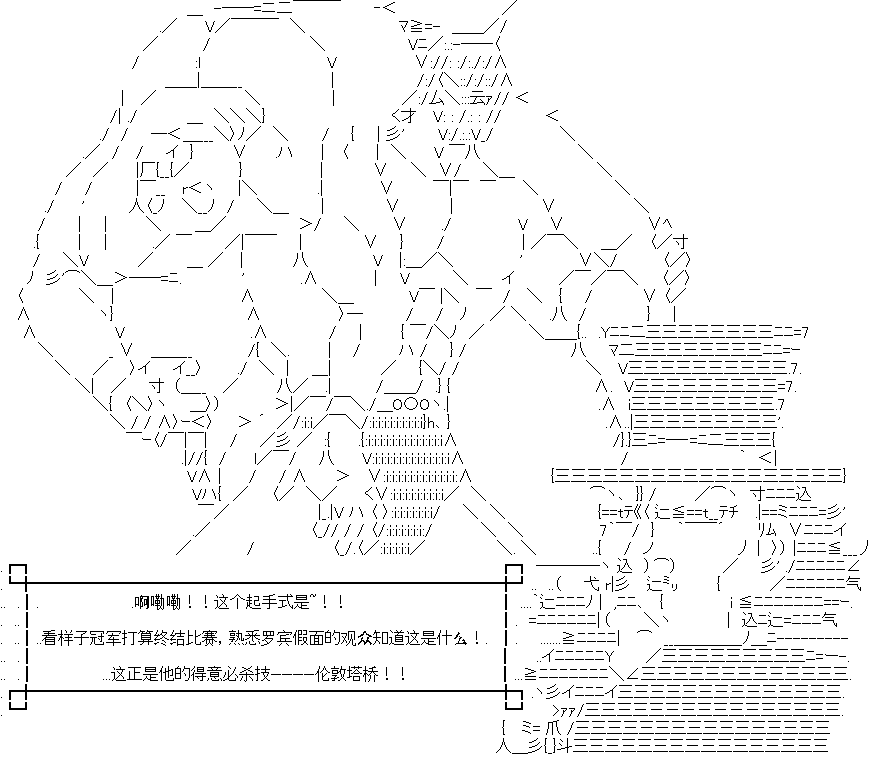 啊嘞嘞！！这个起手式是~！！
..看样子冠军打算终结比赛，熟悉罗宾假面的观众知道这是什么！.
...这正是他的得意必杀技————伦敦塔桥！！